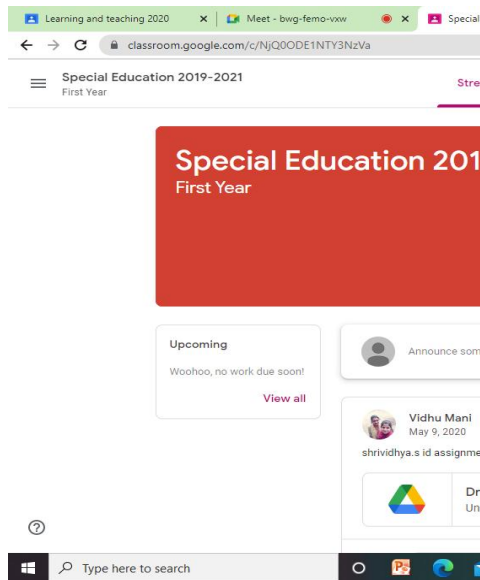 Learning and teaching 2020
Meet - bwg-femo-vxw
Special
classroom.google.com/c/NjQ0ODE1NTY3NzVa
Special Education 2019-2021
First Year
Stre
Special Education 201
First Year
Upcoming
Woohoo, no work due soon!
View all
Announce som
Vidhu Mani
May 9, 2020
shrividhya.s id assignme
Dr
Un
Type here to search